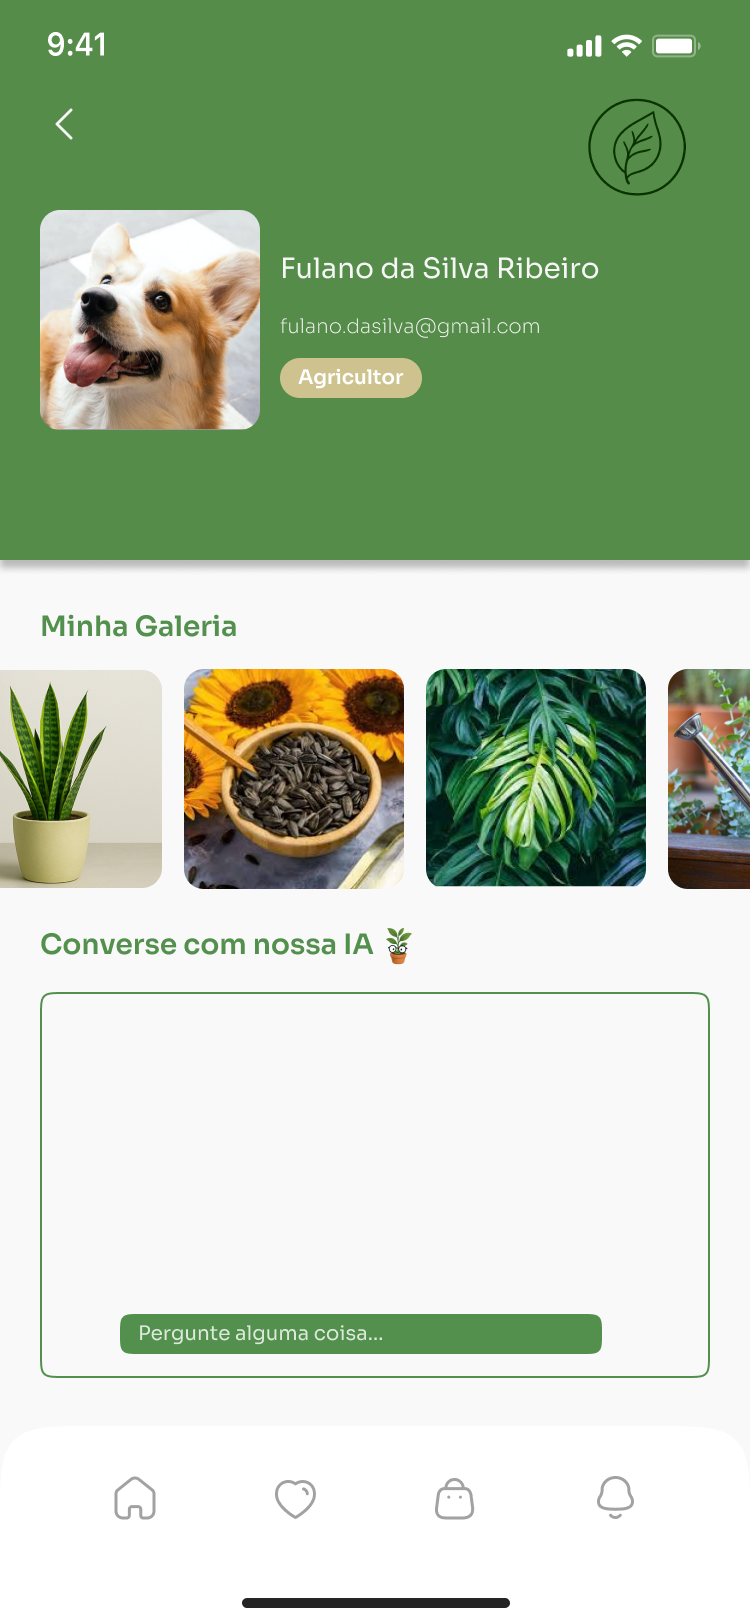 9:41
Fulano da Silva Ribeiro
fulano.dasilva@gmail.com
Agricultor
Minha Galeria
Converse com nossa IA
Pergunte alguma coisa...